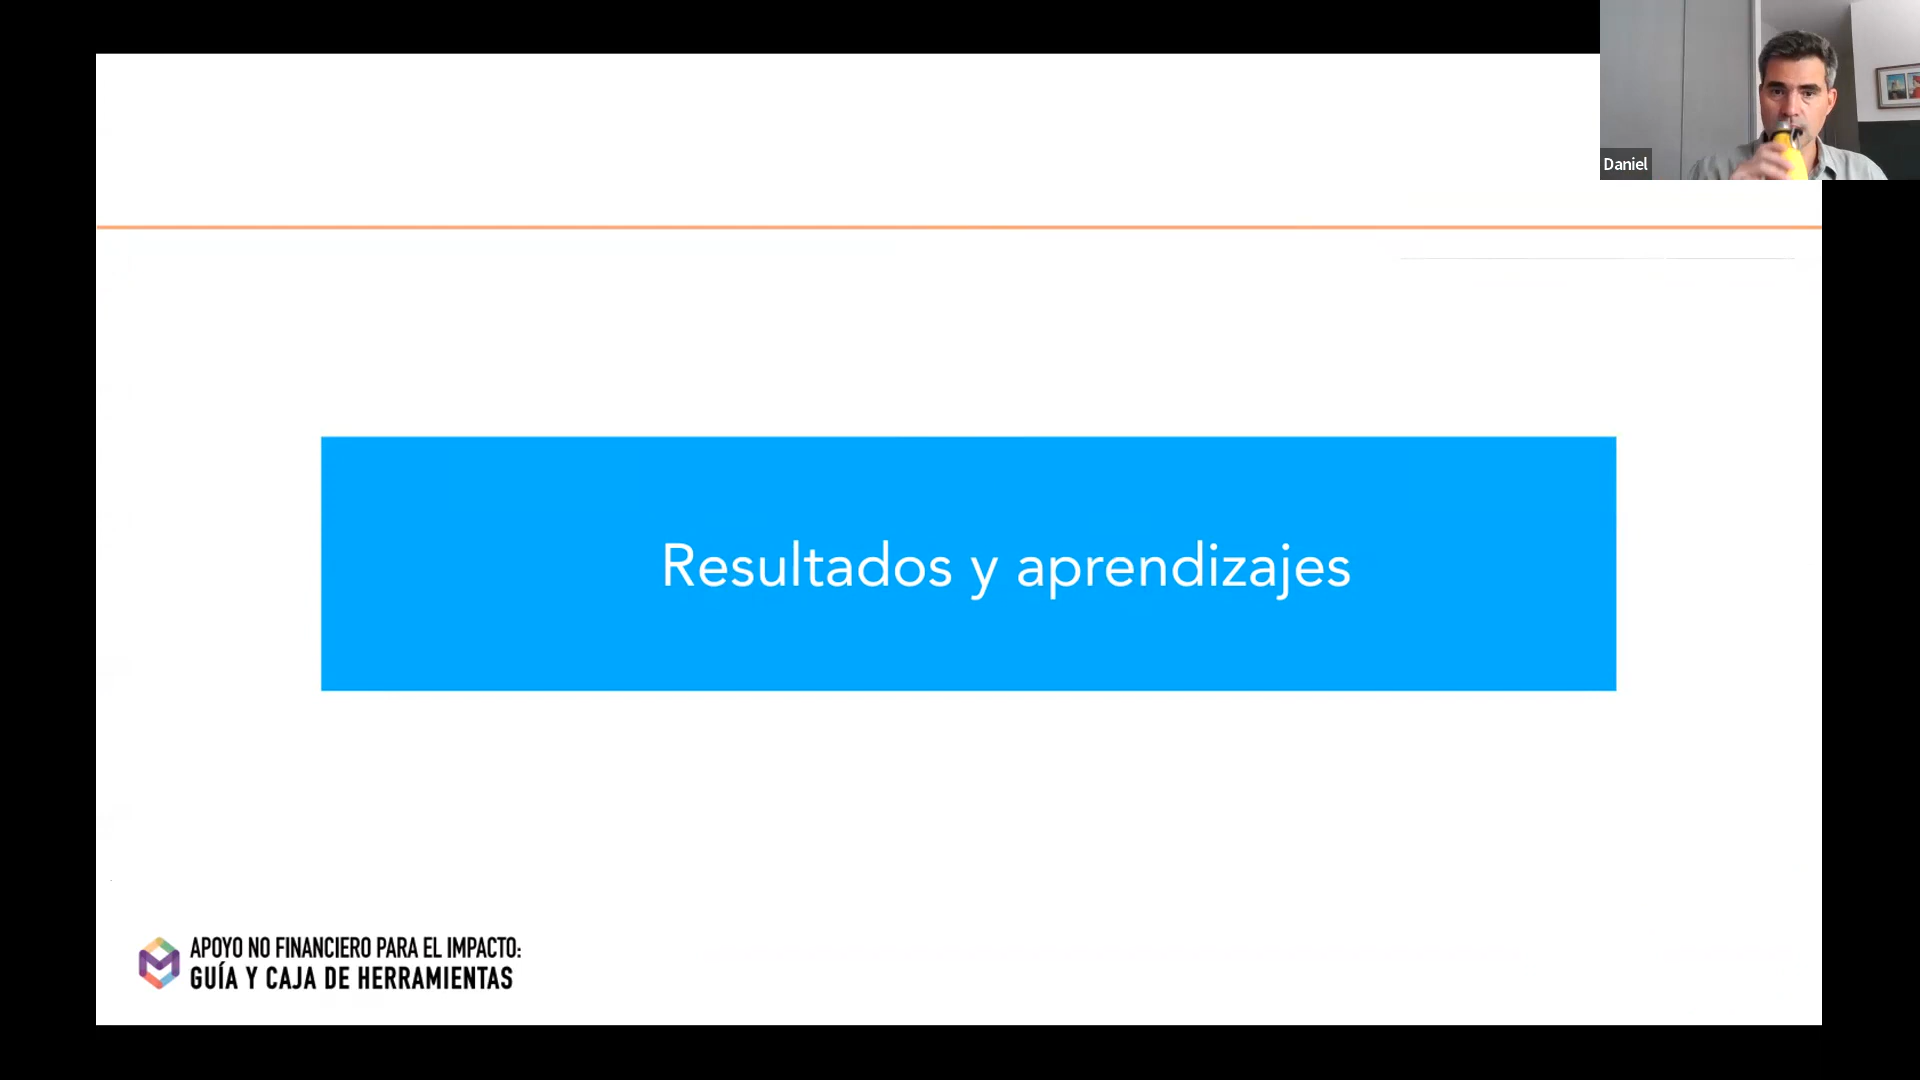 Daniel
Resultados y aprendizajes
APOYO NO FINANCIERO PARA EL IMPACTO:
GUÍA Y CAJA DE HERRAMIENTAS